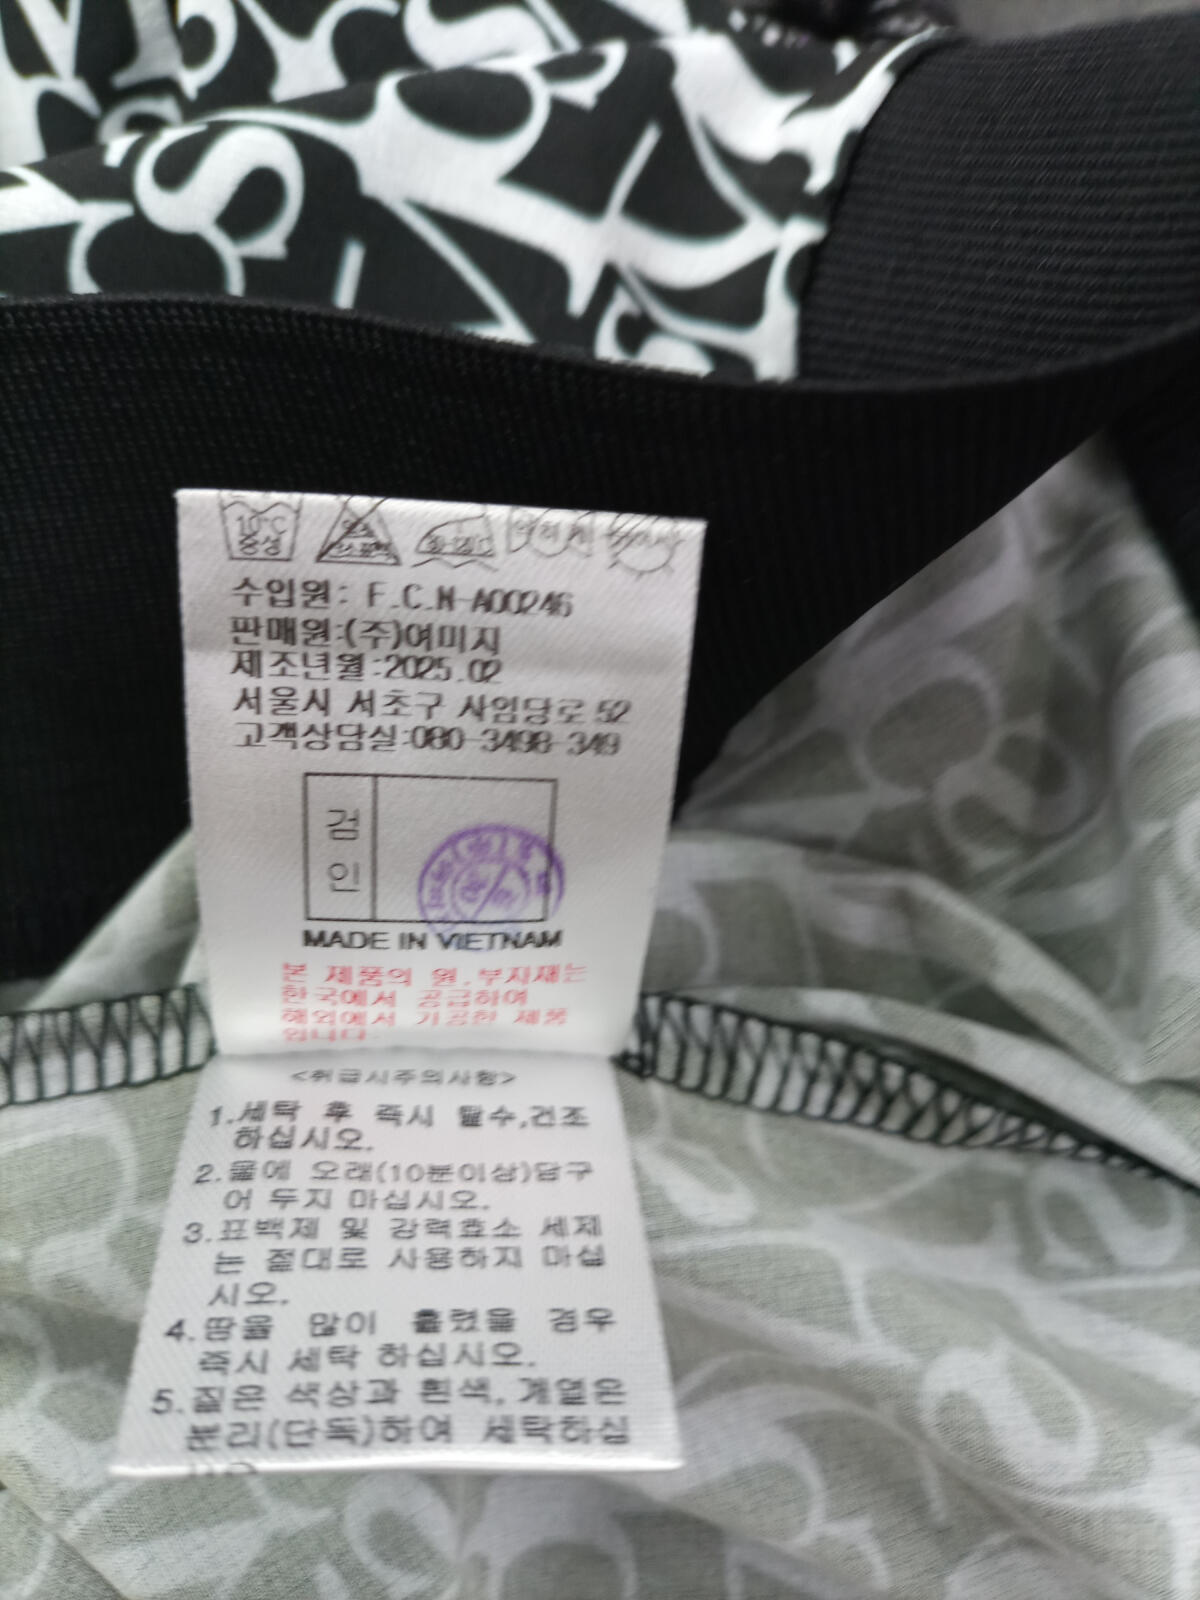 10℃
중성
30-120℃
수입원: F.C.N-A00246
판매원:(주)여미지
제조년월:2025.02
서울시 서초구 사임당로 52
고객상담실:080-3498-349
검
인
MADE IN VIETNAM
본 제품의 원.부자재는
한국에서 공급하여
해외에서 가공한 제품
입니다.
<취급시주의사항>
1.세탁 후 즉시 탈수,건조
하십시오.
2.물에 오래(10분이상)담구
어 두지 마십시오.
3.표백제 및 강력효소 세제
는 절대로 사용하지 마십
시오.
4.땀을 많이 흘렸을 경우
즉시 세탁 하십시오.
5.짙은 색상과 흰색,계열은
분리(단독)하여 세탁하십